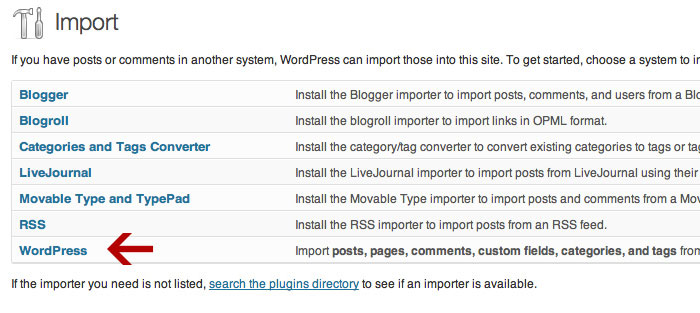 Import
If you have posts or comments in another system, WordPress can import those into this site. To get started, choose a system to
Blogger Install the Blogger importer to import posts, comments, and users from a
Blogroll Install the blogroll importer to import links in OPML format.
Categories and Tags Converter Install the category/tag converter to convert existing categories to tags or
LiveJournal Install the LiveJournal importer to import posts from LiveJournal using their
Movable Type and TypePad Install the Movable Type importer to import posts and comments from a
RSS Install the RSS importer to import posts from an RSS feed.
WordPress Import posts, pages, comments, custom fields, categories, and tags
If the importer you need is not listed, search the plugins directory to see if an importer is available.